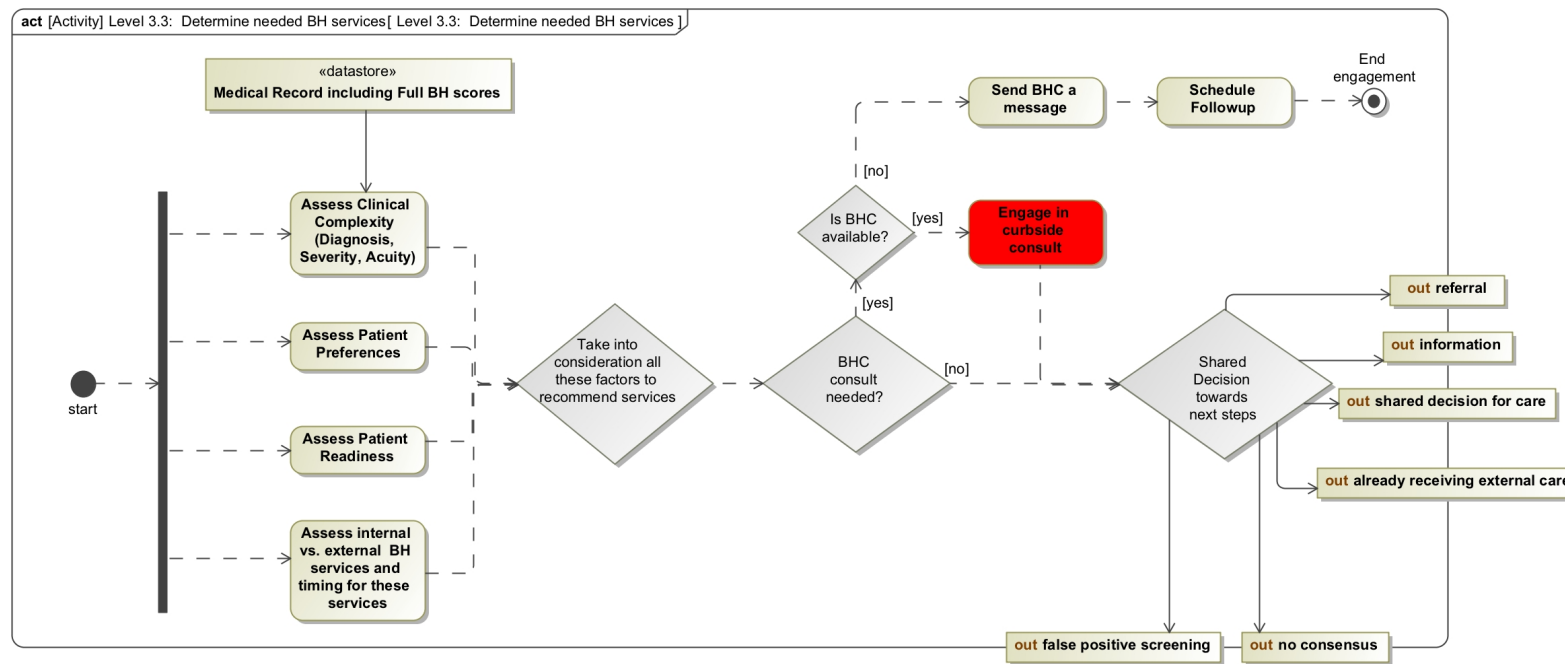 act [Activity] Level 3.3: Determine needed BH services[ Level 3.3: Determine needed BH services ]
«datastore»
Medical Record including Full BH scores
End
engagement
Send BHC a
message
Schedule
Followup
[no]
Assess Clinical
Complexity
(Diagnosis,
Severity, Acuity)
Is BHC
available?
[yes]
Engage in
curbside
consult
out referral
[yes]
Assess Patient
Preferences
Take into
consideration all
these factors to
recommend services
BHC
consult
needed?
[no]
Shared
Decision
towards
next steps
out information
start
out shared decision for care
Assess Patient
Readiness
out already receiving external care
Assess internal
vs. external BH
services and
timing for these
services
out false positive screening
out no consensus